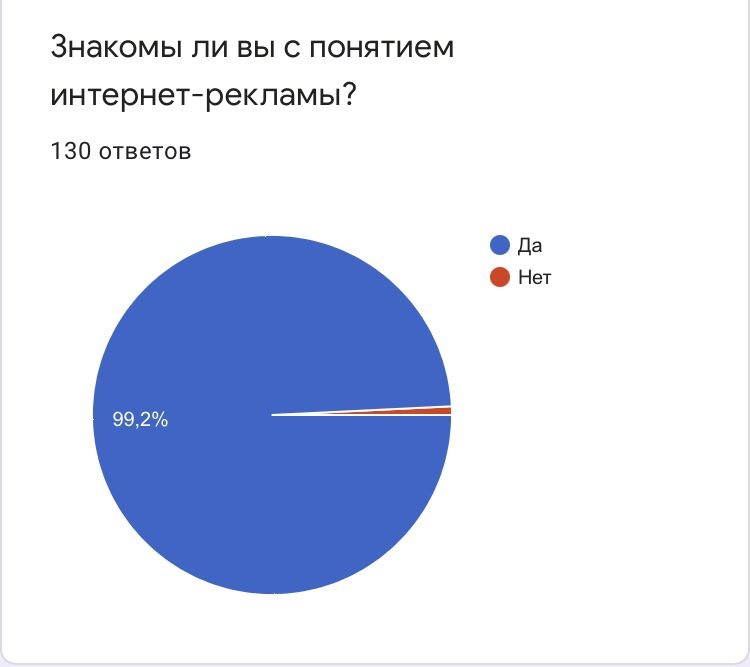 Знакомы ли вы с понятием
интернет-рекламы?
130 ответов
Да
Нет
99,2%